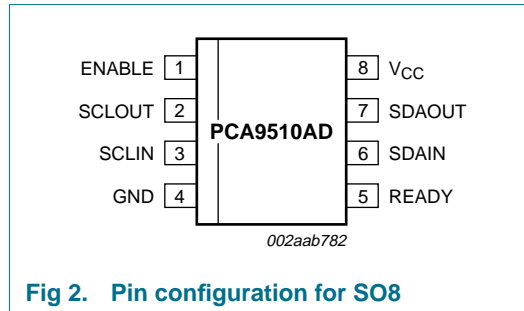 ENABLE 1 8 VCC
SCLOUT 2 7 SDAOUT
PCA9510AD
SCLIN 3 6 SDAIN
GND 4 5 READY
002aab782
Fig 2. Pin configuration for SO8